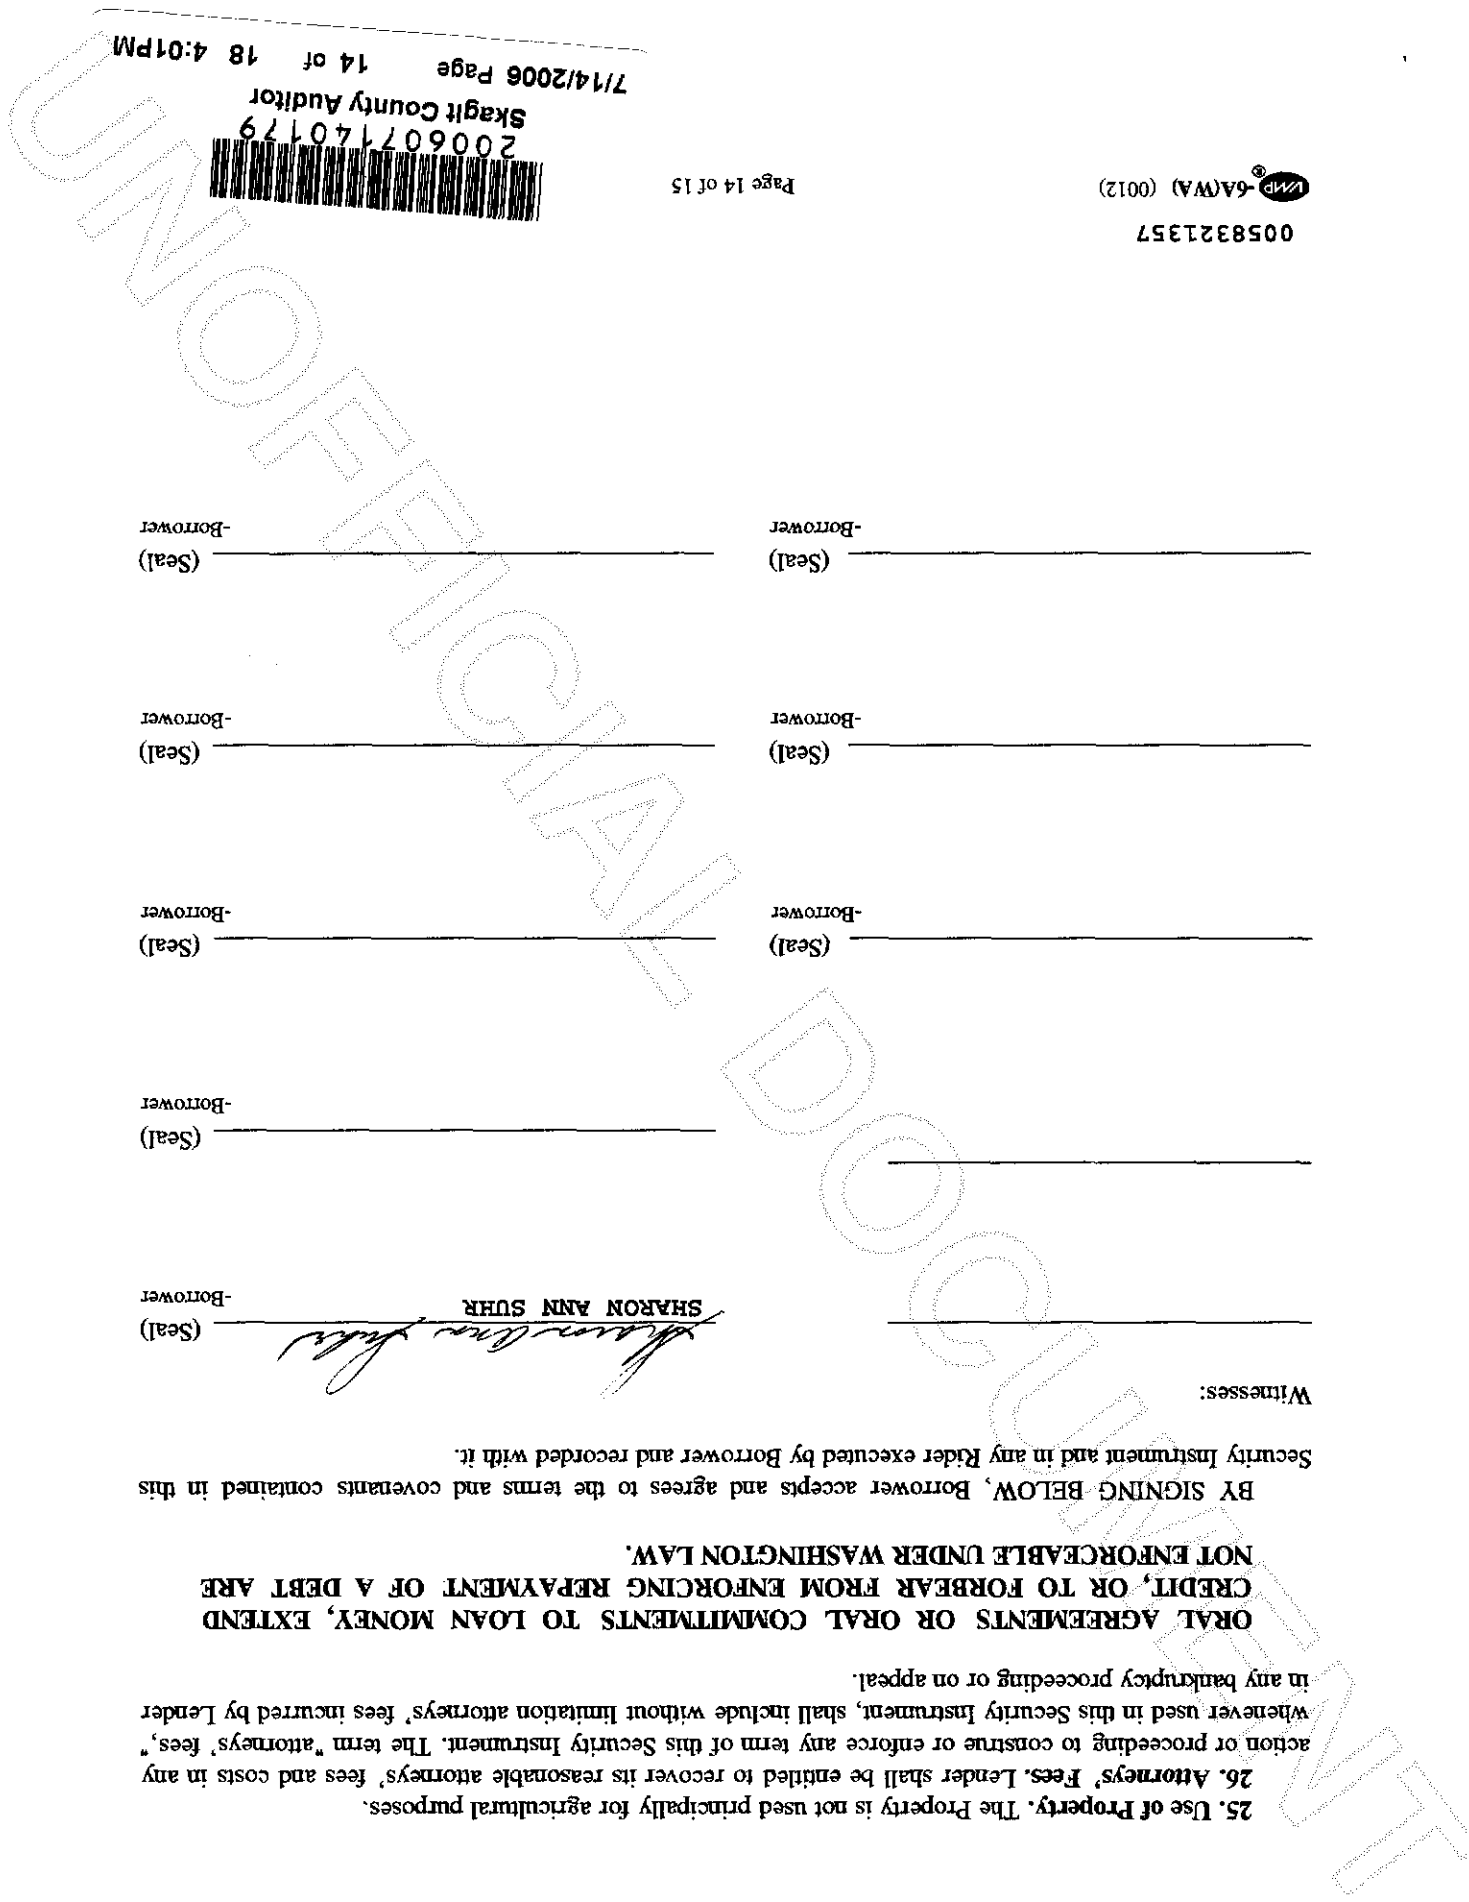 25. Use of Property. The Property is not used principally for agricultural purposes.
26. Attorneys' Fees. Lender shall be entitled to recover its reasonable attorneys' fees and costs in any
action or proceeding to construe or enforce any term of this Security Instrument. The term "attorneys' fees,"
whenever used in this Security Instrument, shall include without limitation attorneys' fees incurred by Lender
in any bankruptcy proceeding or on appeal.
ORAL AGREEMENTS OR ORAL COMMITMENTS TO LOAN MONEY, EXTEND
CREDIT, OR TO FORBEAR FROM ENFORCING REPAYMENT OF A DEBT ARE
NOT ENFORCEABLE UNDER WASHINGTON LAW.
BY SIGNING BELOW, Borrower accepts and agrees to the terms and covenants contained in this
Security Instrument and in any Rider executed by Borrower and recorded with it.
Witnesses:
Sharon Ann Suhr (Seal)
SHARON ANN SUHR -Borrower
(Seal)
-Borrower
(Seal) (Seal)
-Borrower -Borrower
(Seal) (Seal)
-Borrower -Borrower
(Seal) (Seal)
-Borrower -Borrower
0058321357
VMP-6A(WA) (0012) Page 14 of 15
®
200607140179
Skagit County Auditor
7/14/2006 Page 14 of 18 4:01PM
UNOFFICIAL DOCUMENT